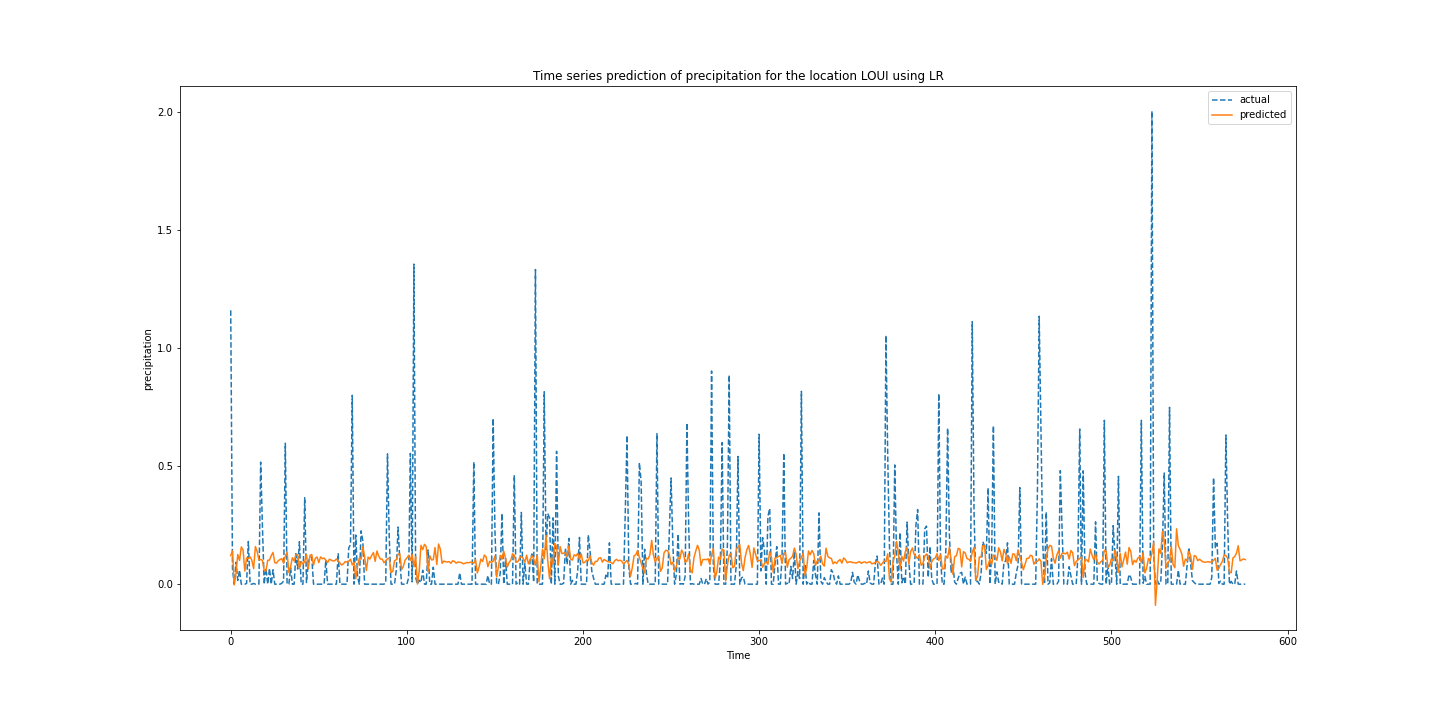 Time series prediction of precipitation for the location LOUI using LR
actual
predicted
2.0
1.5
1.0
0.5
0.0
precipitation
0 100 200 300 400 500 600
Time